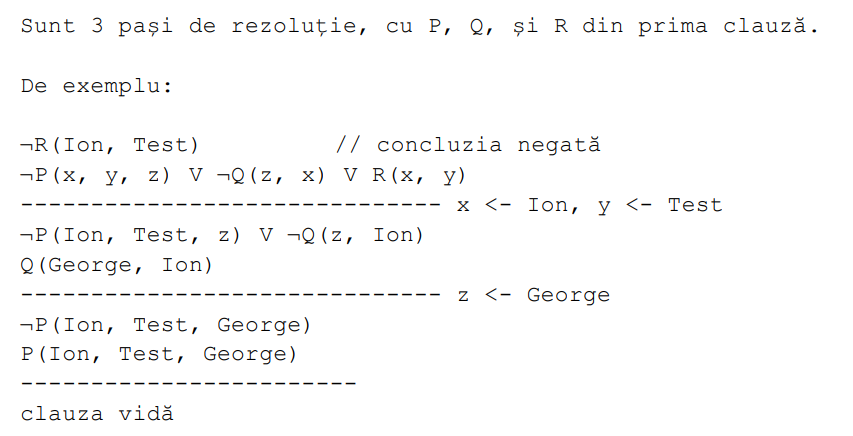 Sunt 3 pași de rezoluție, cu P, Q, și R din prima clauză.
De exemplu:
¬R(Ion, Test) // concluzia negată
¬P(x, y, z) V ¬Q(z, x) V R(x, y)
------------------------------ x <- Ion, y <- Test
¬P(Ion, Test, z) V ¬Q(z, Ion)
Q(George, Ion)
------------------------------ z <- George
¬P(Ion, Test, George)
P(Ion, Test, George)
------------------------
clauza vidă